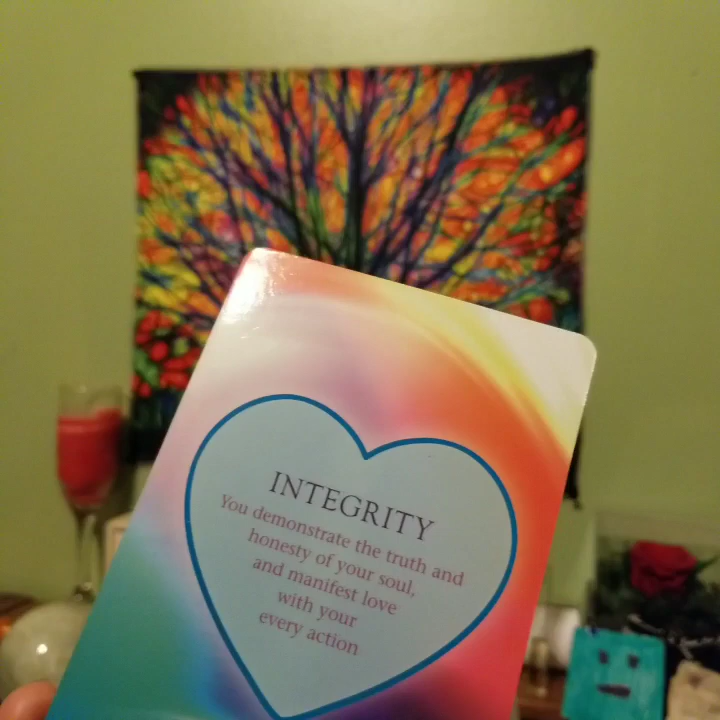 INTEGRITY
You demonstrate the truth and
honesty of your soul,
and manifest love
with your
every action